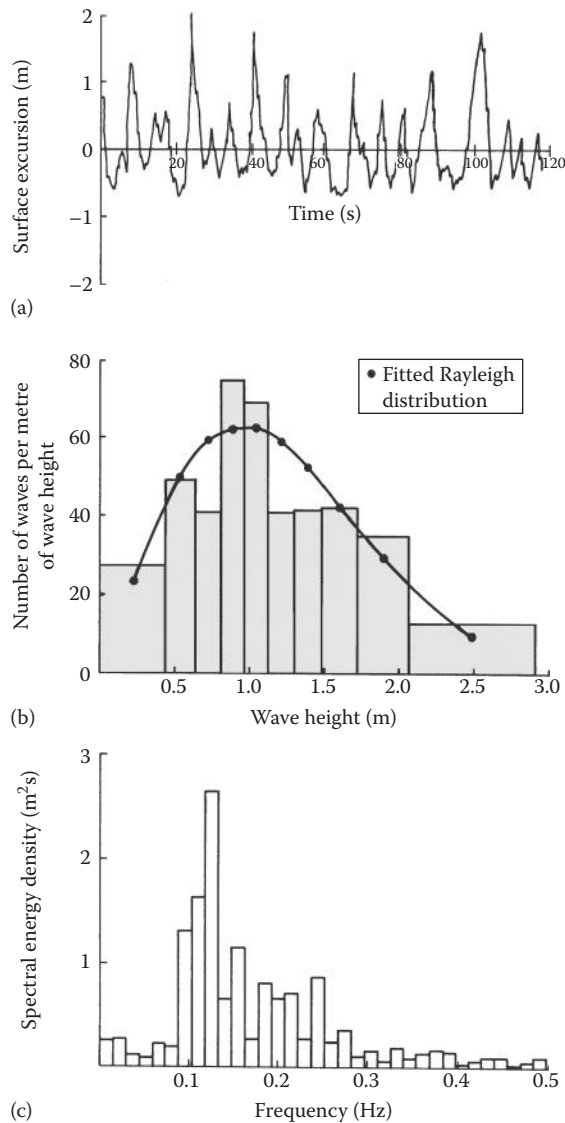 2
1
0
−1
−2
Surface excursion (m)
20 40 60 80 100 120
Time (s)
(a)
80
60
40
20
0
Number of waves per metre
of wave height
Fitted Rayleigh
distribution
0.5 1.0 1.5 2.0 2.5 3.0
(b)
Wave height (m)
3
2
1
Spectral energy density (m²s)
0.1 0.2 0.3 0.4 0.5
(c)
Frequency (Hz)